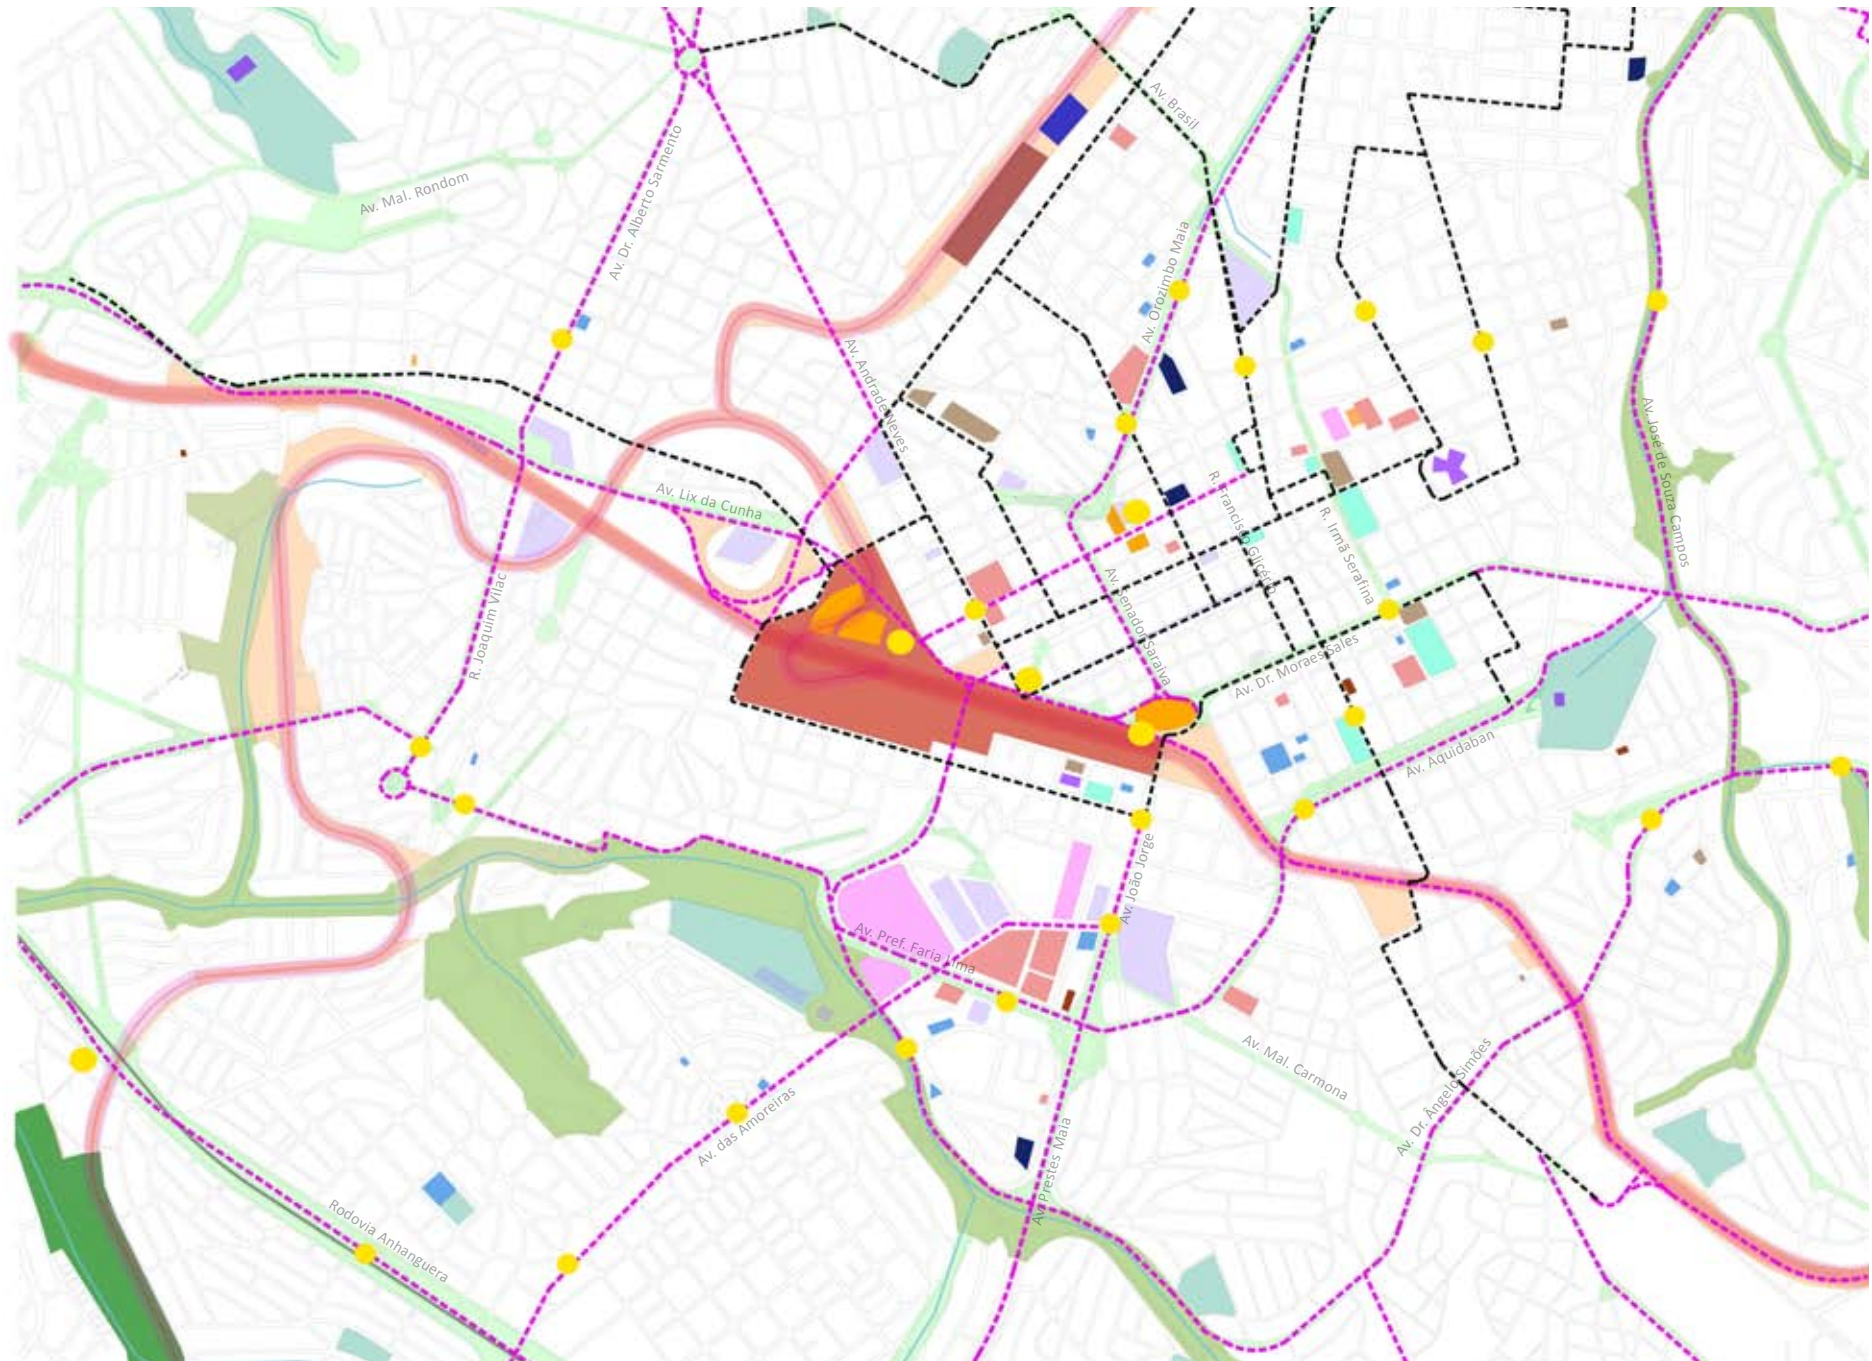 Av. Brasil
Av. Mal. Rondom
Av. Dr. Alberto Sarmento
Av. Orozimbo Maia
Av. Andrade Neves
Av. José de Souza Campos
Av. Lix da Cunha
R. Francisco Glicério
R. Irmã Serafina
R. Joaquim Vilac
Av. Senador Saraiva
Av. Dr. Moraes Sales
Av. Aquidaban
Av. João Jorge
Av. Pref. Faria Lima
Av. Mal. Carmona
Av. Dr. Ângelo Simões
Av. das Amoreiras
Av. Prestes Maia
Rodovia Anhanguera